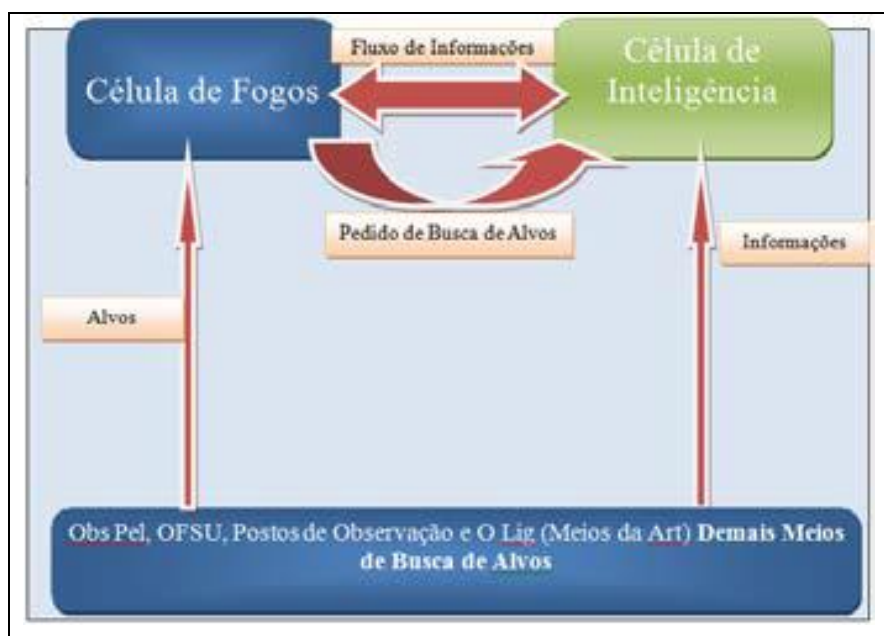 Fluxo de Informações
Célula de Fogos
Célula de
Inteligência
Pedido de Busca de Alvos
Informações
Alvos
Obs Pel, OFSU, Postos de Observação e O Lig (Meios da Art) Demais Meios
de Busca de Alvos